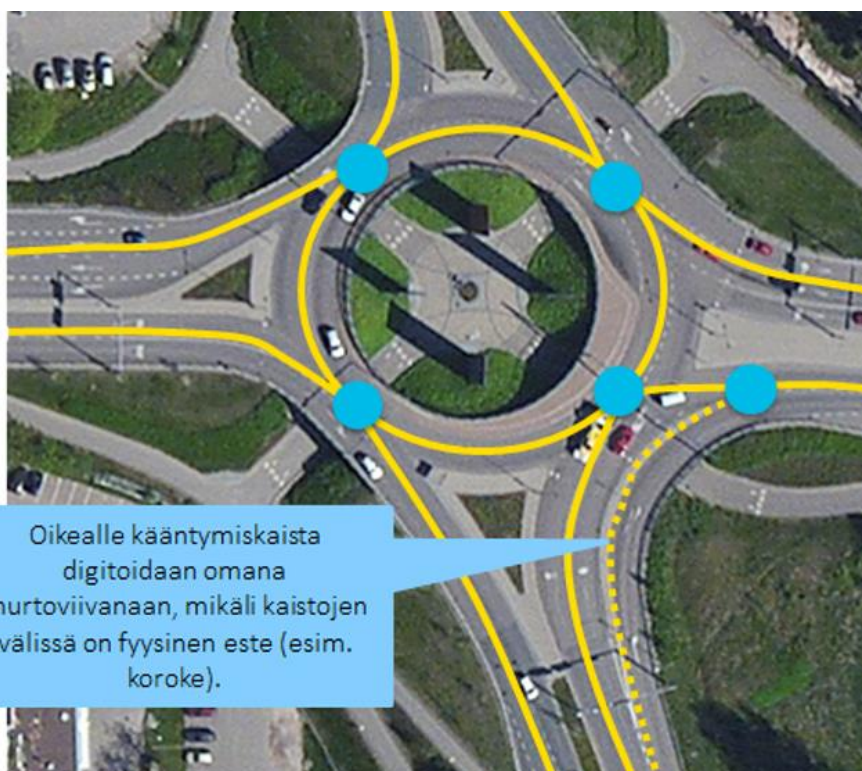 Oikealle kääntymiskaista
digitoidaan omana
murtoviivanaan, mikäli kaistojen
välissä on fyysinen este (esim.
koroke).